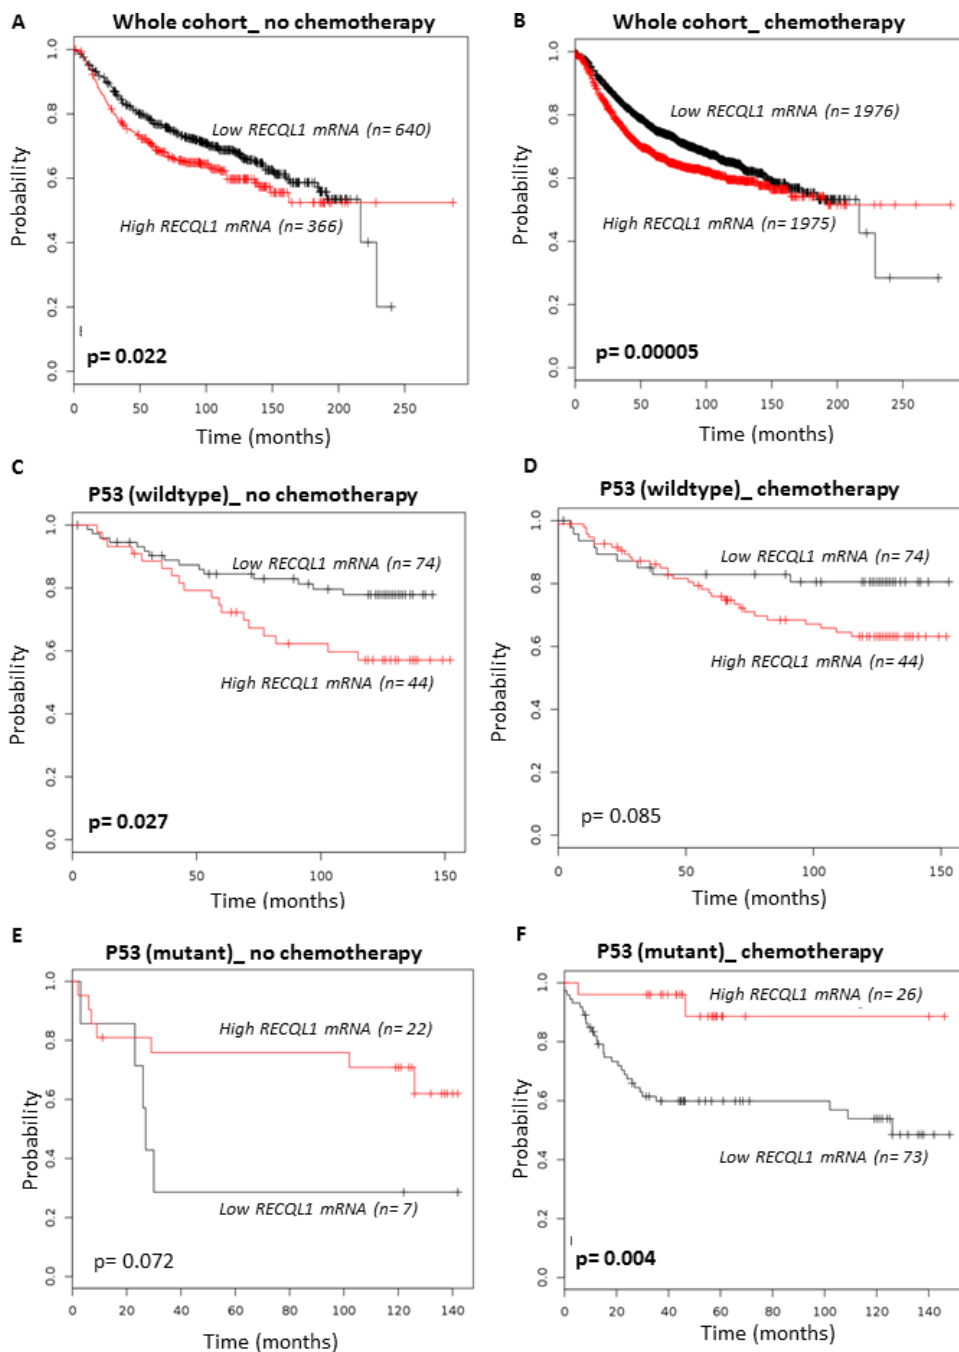 A
Whole cohort_ no chemotherapy
Probability
1.0
0.8
0.6
0.4
0.2
0.0
Low RECQL1 mRNA (n= 640)
High RECQL1 mRNA (n= 366)
p= 0.022
0 50 100 150 200 250
Time (months)
B
Whole cohort_ chemotherapy
Probability
1.0
0.8
0.6
0.4
0.2
0.0
Low RECQL1 mRNA (n= 1976)
High RECQL1 mRNA (n= 1975)
p= 0.00005
0 50 100 150 200 250
Time (months)
C
P53 (wildtype)_ no chemotherapy
Probability
1.0
0.8
0.6
0.4
0.2
0.0
Low RECQL1 mRNA (n= 74)
High RECQL1 mRNA (n= 44)
p= 0.027
0 50 100 150
Time (months)
D
P53 (wildtype)_ chemotherapy
Probability
1.0
0.8
0.6
0.4
0.2
0.0
Low RECQL1 mRNA (n= 74)
High RECQL1 mRNA (n= 44)
p= 0.085
0 50 100 150
Time (months)
E
P53 (mutant)_ no chemotherapy
Probability
1.0
0.8
0.6
0.4
0.2
0.0
High RECQL1 mRNA (n= 22)
Low RECQL1 mRNA (n= 7)
p= 0.072
0 20 40 60 80 100 120 140
Time (months)
F
P53 (mutant)_ chemotherapy
Probability
1.0
0.8
0.6
0.4
0.2
0.0
High RECQL1 mRNA (n= 26)
Low RECQL1 mRNA (n= 73)
p= 0.004
0 20 40 60 80 100 120 140
Time (months)